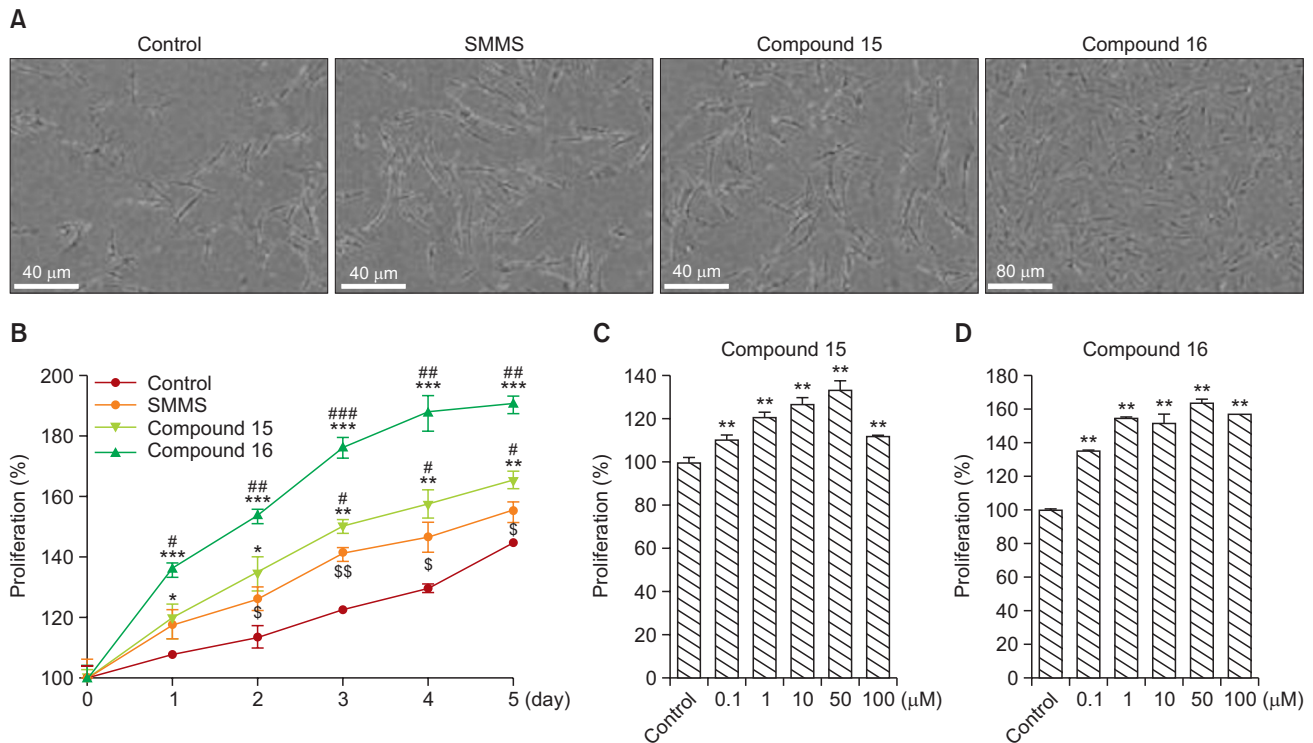 A
Control
SMMS
Compound 15
Compound 16
40 μm
40 μm
40 μm
80 μm
B
Proliferation (%)
200
180
160
140
120
100
Control
SMMS
Compound 15
Compound 16
#
***
*
##
***
*
$
###
***
#
**
$$
##
***
#
**
$
##
***
#
**
$
0 1 2 3 4 5 (day)
C
Compound 15
Proliferation (%)
140
120
100
80
60
40
20
0
** ** ** ** **
Control 0.1 1 10 50 100 (μM)
D
Compound 16
Proliferation (%)
180
160
140
120
100
80
60
40
20
0
** ** ** ** **
Control 0.1 1 10 50 100 (μM)